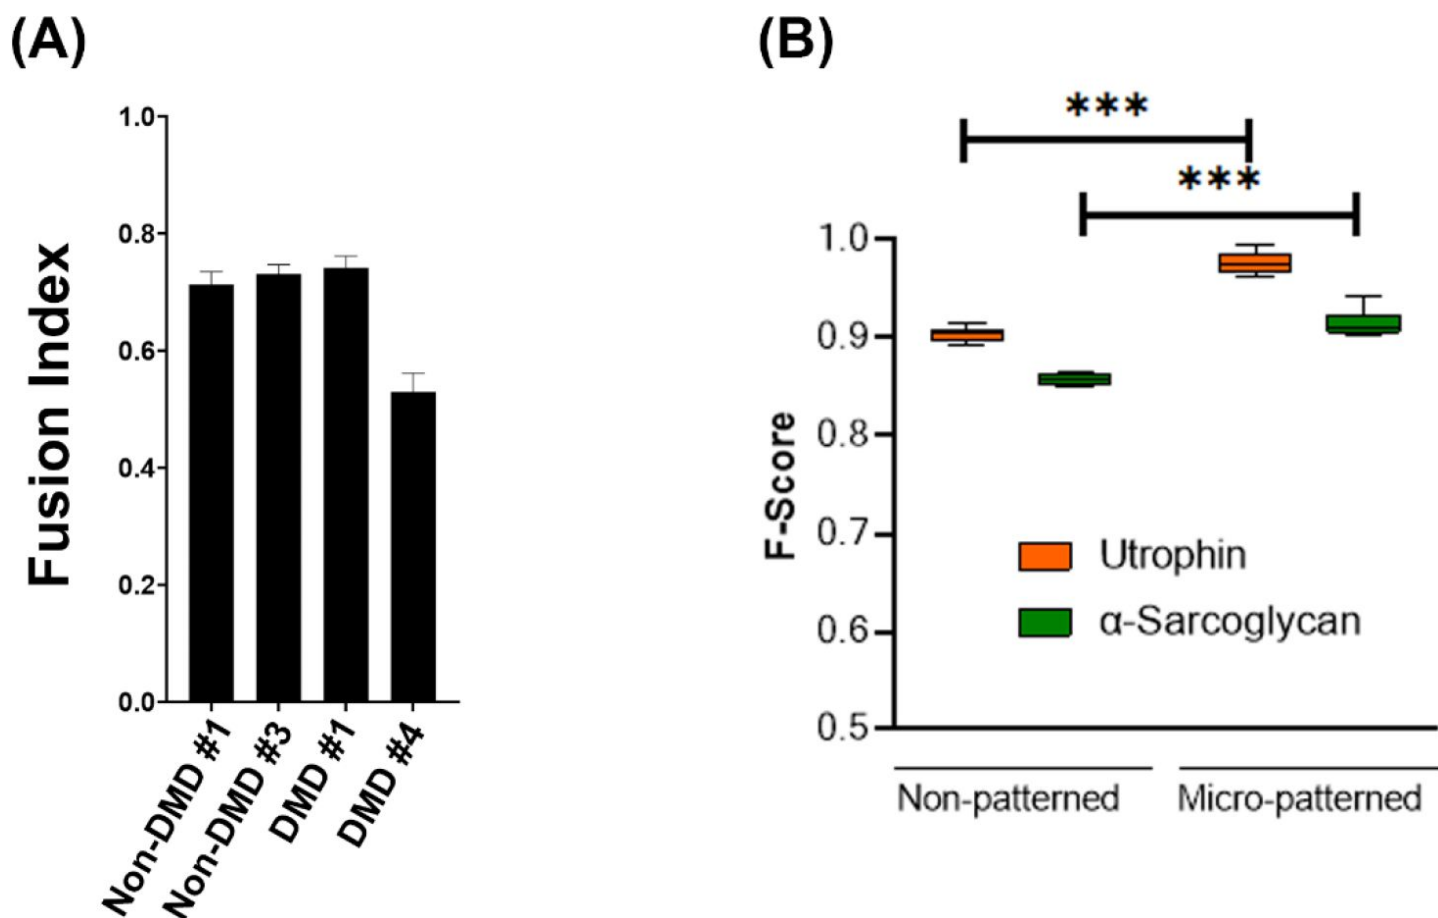 (A)
Fusion Index
1.0
0.8
0.6
0.4
0.2
0.0
Non-DMD #1
Non-DMD #3
DMD #1
DMD #4
(B)
***
***
F-Score
1.0
0.9
0.8
0.7
0.6
0.5
Utrophin
α-Sarcoglycan
Non-patterned
Micro-patterned